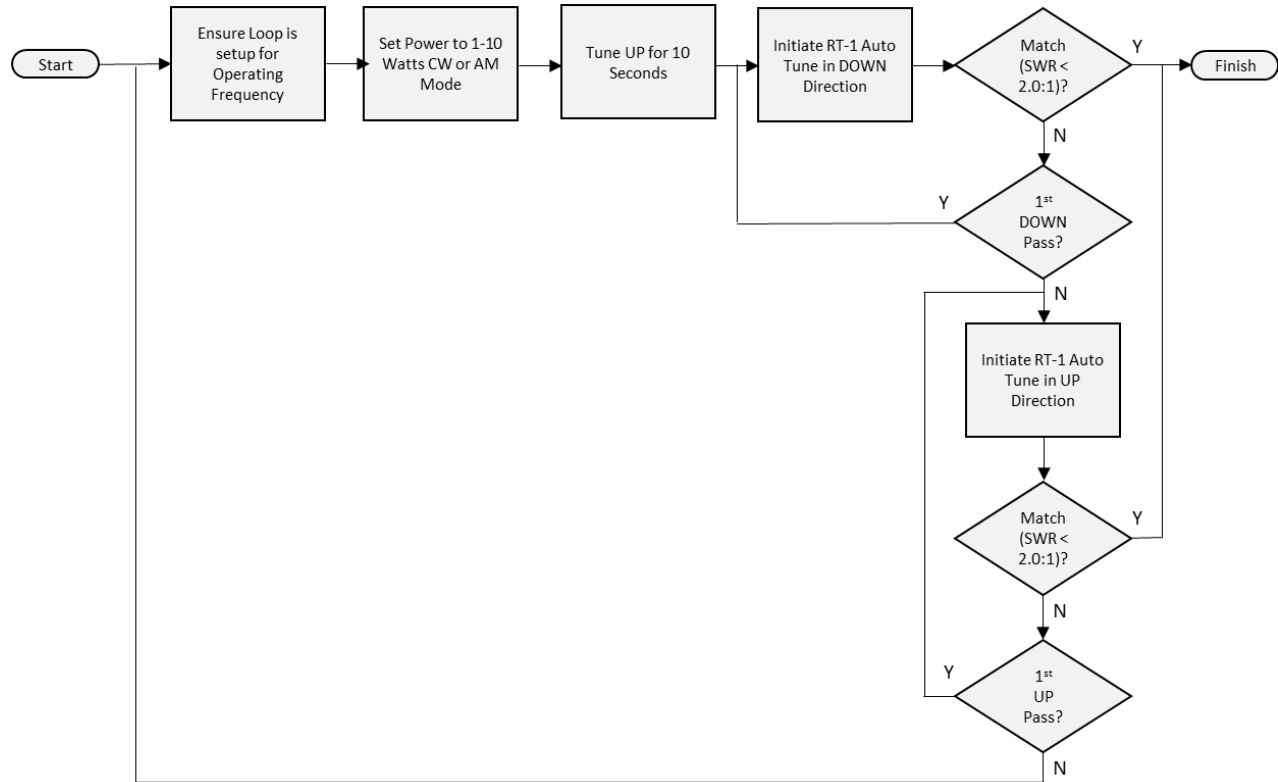 Start
Ensure Loop is
setup for
Operating
Frequency
Set Power to 1-10
Watts CW or AM
Mode
Tune UP for 10
Seconds
Initiate RT-1 Auto
Tune in DOWN
Direction
Match
(SWR <
2.0:1)?
Y
Finish
N
1st
DOWN
Pass?
Y
N
Initiate RT-1 Auto
Tune in UP
Direction
Match
(SWR <
2.0:1)?
Y
N
1st
UP
Pass?
Y
N